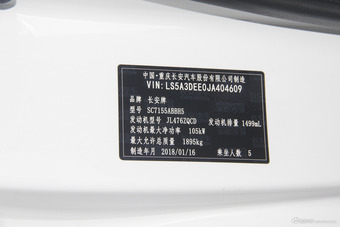 中国·重庆长安汽车股份有限公司制造
VIN: LS5A3DEE0JA404609
品牌 长安牌
型号 SC7155ABBH5
发动机型号 JL476ZQCD 发动机排量 1499mL
发动机最大净功率 105kW
最大允许总质量 1895kg
制造年月 2018/01/16 乘坐人数 5